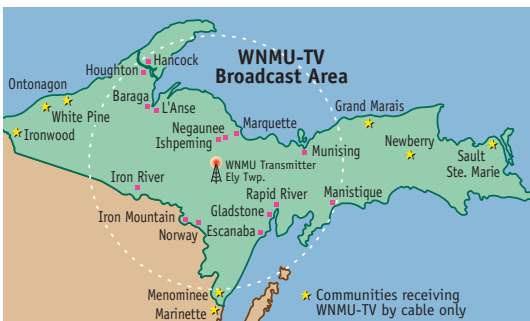 WNMU-TV
Broadcast Area
Hancock
Houghton
Ontonagon
Baraga
L'Anse
White Pine
Ironwood
Negaunee
Marquette
Ishpeming
Grand Marais
Newberry
Sault
Ste. Marie
Munising
WNMU Transmitter
Ely Twp.
Iron River
Rapid River
Manistique
Gladstone
Iron Mountain
Norway
Escanaba
Menominee
Marinette
Communities receiving
WNMU-TV by cable only